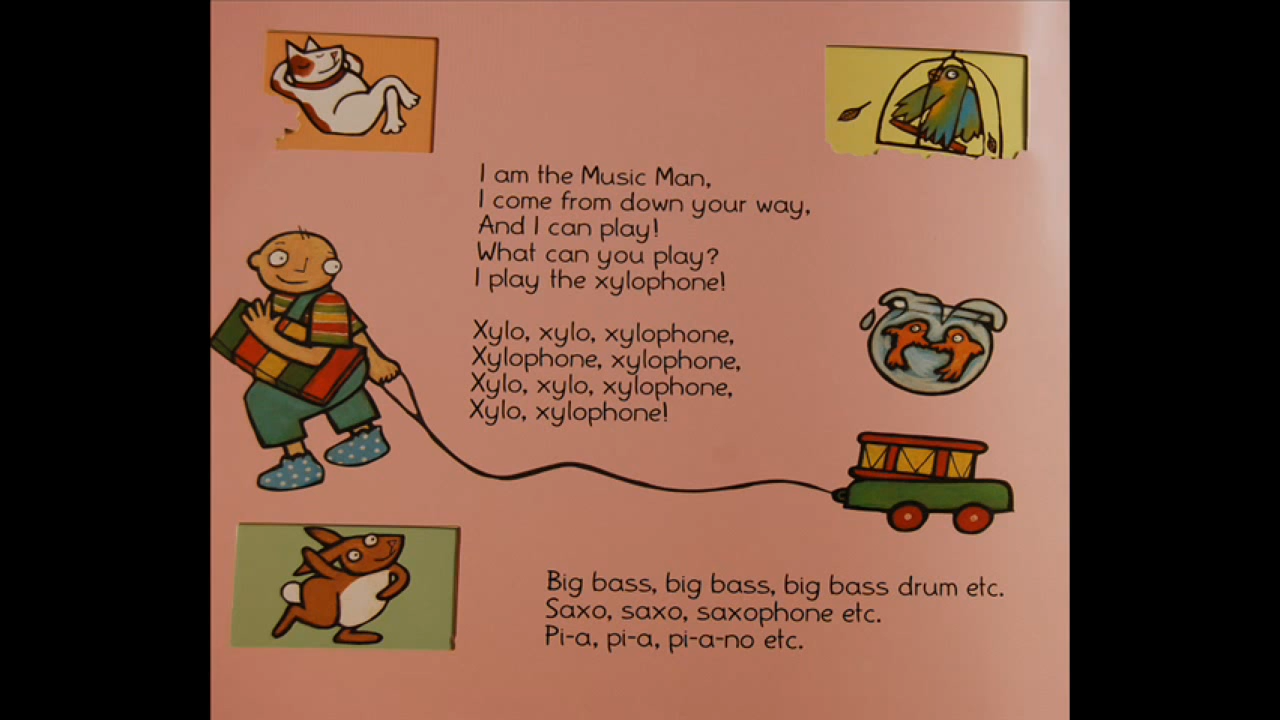 I am the Music Man,
I come from down your way,
And I can play!
What can you play?
I play the xylophone!
Xylo, xylo, xylophone,
Xylophone, xylophone,
Xylo, xylo, xylophone,
Xylo, xylophone!
Big bass, big bass, big bass drum etc.
Saxo, saxo, saxophone etc.
Pi-a, pi-a, pi-a-no etc.